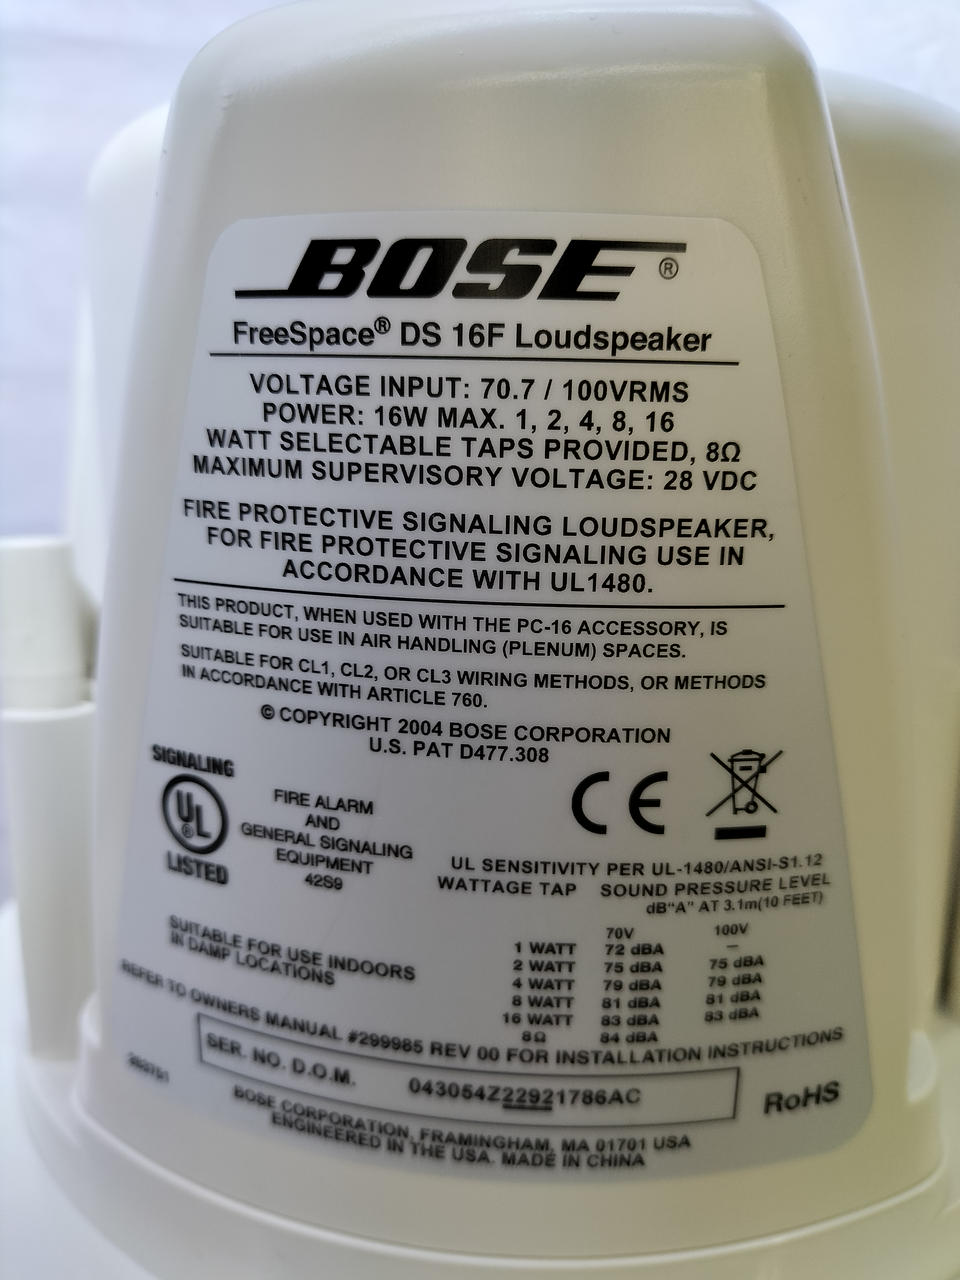 BOSE®
FreeSpace® DS 16F Loudspeaker
VOLTAGE INPUT: 70.7 / 100VRMS
POWER: 16W MAX. 1, 2, 4, 8, 16
WATT SELECTABLE TAPS PROVIDED, 8Ω
MAXIMUM SUPERVISORY VOLTAGE: 28 VDC
FIRE PROTECTIVE SIGNALING LOUDSPEAKER,
FOR FIRE PROTECTIVE SIGNALING USE IN
ACCORDANCE WITH UL1480.
THIS PRODUCT, WHEN USED WITH THE PC-16 ACCESSORY, IS
SUITABLE FOR USE IN AIR HANDLING (PLENUM) SPACES.
SUITABLE FOR CL1, CL2, OR CL3 WIRING METHODS, OR METHODS
IN ACCORDANCE WITH ARTICLE 760.
© COPYRIGHT 2004 BOSE CORPORATION
U.S. PAT D477.308
SIGNALING
UL®
LISTED
FIRE ALARM
AND
GENERAL SIGNALING
EQUIPMENT
42S9
CE
UL SENSITIVITY PER UL-1480/ANSI-S1.12
WATTAGE TAP SOUND PRESSURE LEVEL
dB"A" AT 3.1m(10 FEET)
70V 100V
1 WATT 72 dBA –
2 WATT 75 dBA 75 dBA
4 WATT 79 dBA 79 dBA
8 WATT 81 dBA 81 dBA
16 WATT 83 dBA 83 dBA
8Ω 84 dBA
SUITABLE FOR USE INDOORS
IN DAMP LOCATIONS
REFER TO OWNERS MANUAL #299985 REV 00 FOR INSTALLATION INSTRUCTIONS
SER. NO. D.O.M. 043054Z22921786AC
RoHS
BOSE CORPORATION, FRAMINGHAM, MA 01701 USA
ENGINEERED IN THE USA. MADE IN CHINA